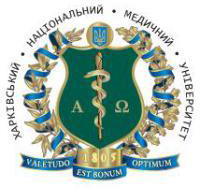 ХАРКІВСЬКИЙ • НАЦІОНАЛЬНИЙ • МЕДИЧНИЙ • УНІВЕРСИТЕТ
Α Ω
1805
VALETUDO EST BONUM OPTIMUM